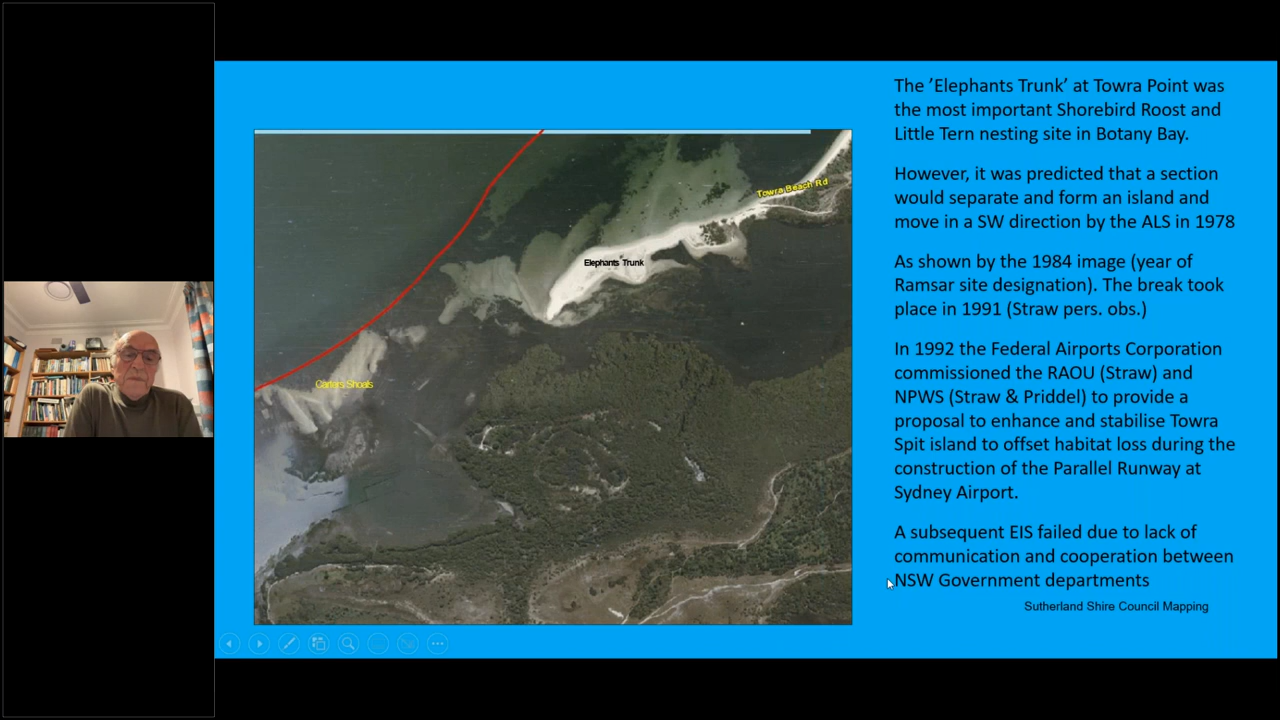 The ’Elephants Trunk’ at Towra Point was
the most important Shorebird Roost and
Little Tern nesting site in Botany Bay.
However, it was predicted that a section
would separate and form an island and
move in a SW direction by the ALS in 1978
As shown by the 1984 image (year of
Ramsar site designation). The break took
place in 1991 (Straw pers. obs.)
In 1992 the Federal Airports Corporation
commissioned the RAOU (Straw) and
NPWS (Straw & Priddel) to provide a
proposal to enhance and stabilise Towra
Spit island to offset habitat loss during the
construction of the Parallel Runway at
Sydney Airport.
A subsequent EIS failed due to lack of
communication and cooperation between
NSW Government departments
Sutherland Shire Council Mapping
Towra Beach Rd
Elephants Trunk
Carters Shoals